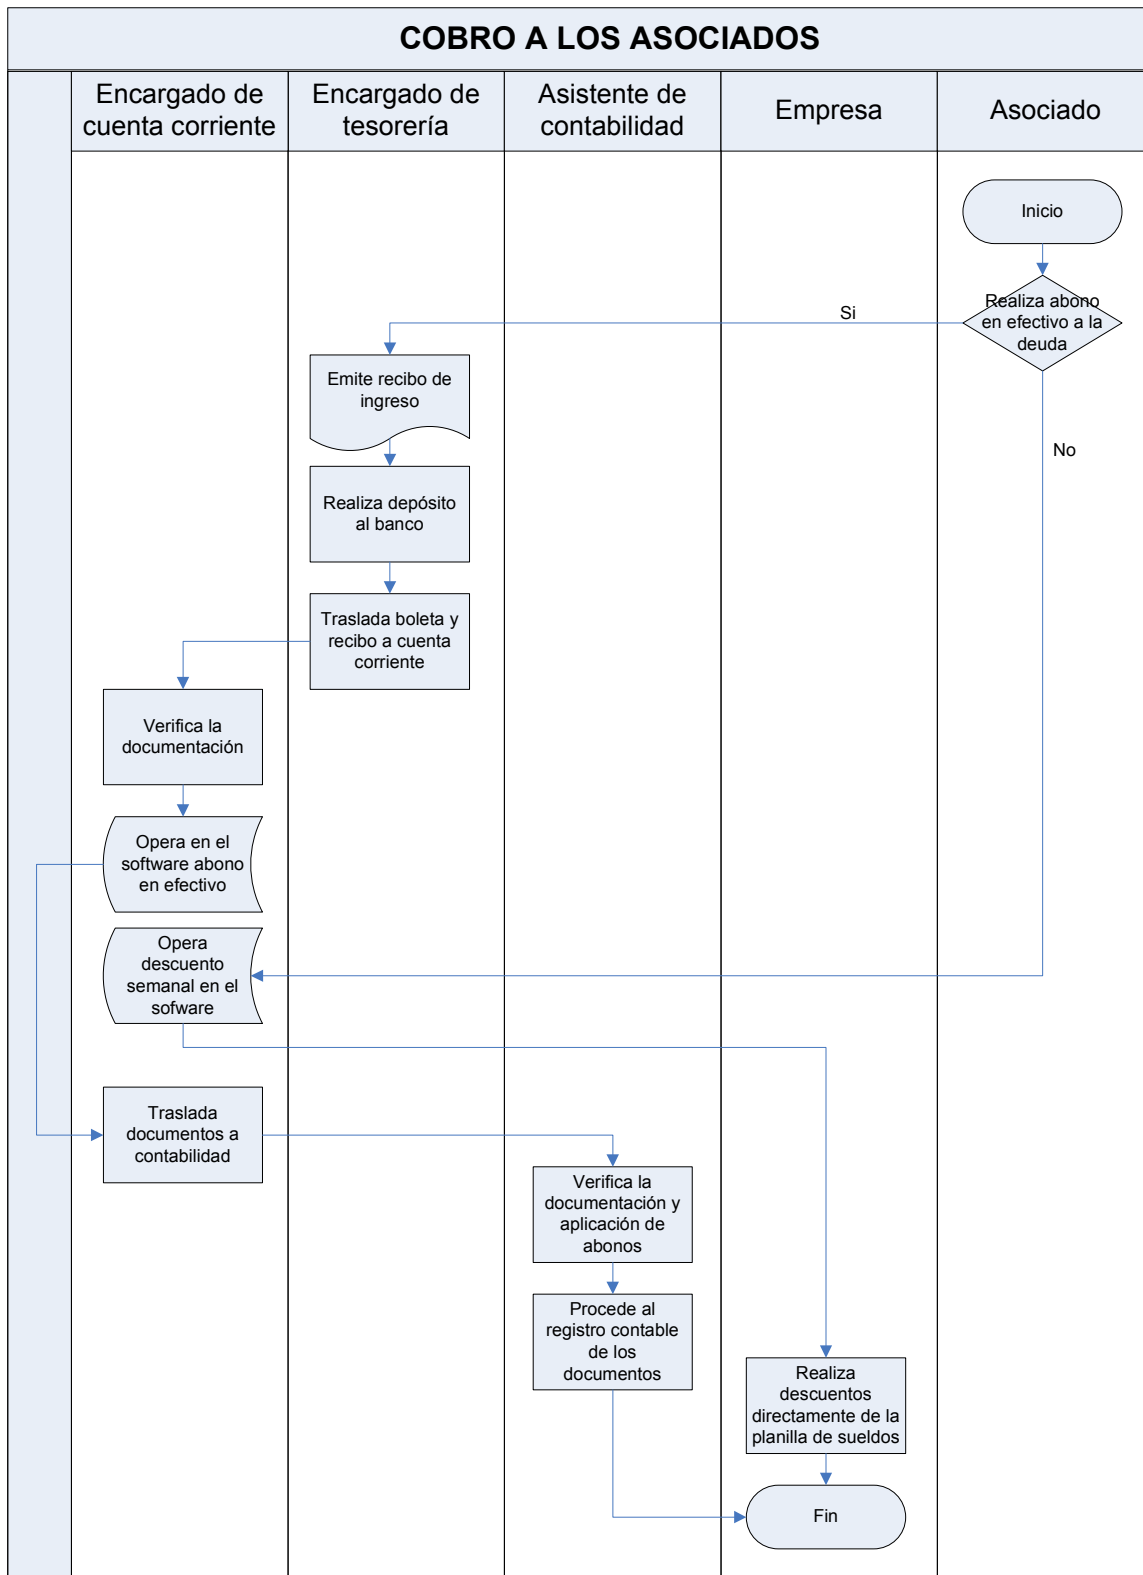 COBRO A LOS ASOCIADOS
Encargado de
cuenta corriente
Encargado de
tesorería
Asistente de
contabilidad
Empresa
Asociado
Inicio
Realiza abono
en efectivo a la
deuda
Si
No
Emite recibo de
ingreso
Realiza depósito
al banco
Traslada boleta y
recibo a cuenta
corriente
Verifica la
documentación
Opera en el
software abono
en efectivo
Opera
descuento
semanal en el
sofware
Traslada
documentos a
contabilidad
Verifica la
documentación y
aplicación de
abonos
Procede al
registro contable
de los
documentos
Realiza
descuentos
directamente de la
planilla de sueldos
Fin